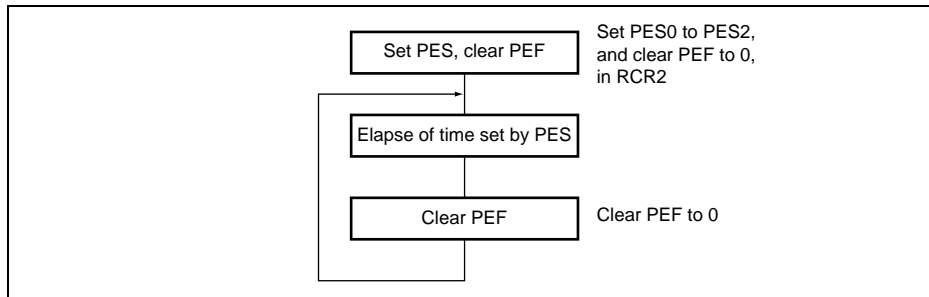 Set PES, clear PEF
Set PES0 to PES2,
and clear PEF to 0,
in RCR2
Elapse of time set by PES
Clear PEF
Clear PEF to 0